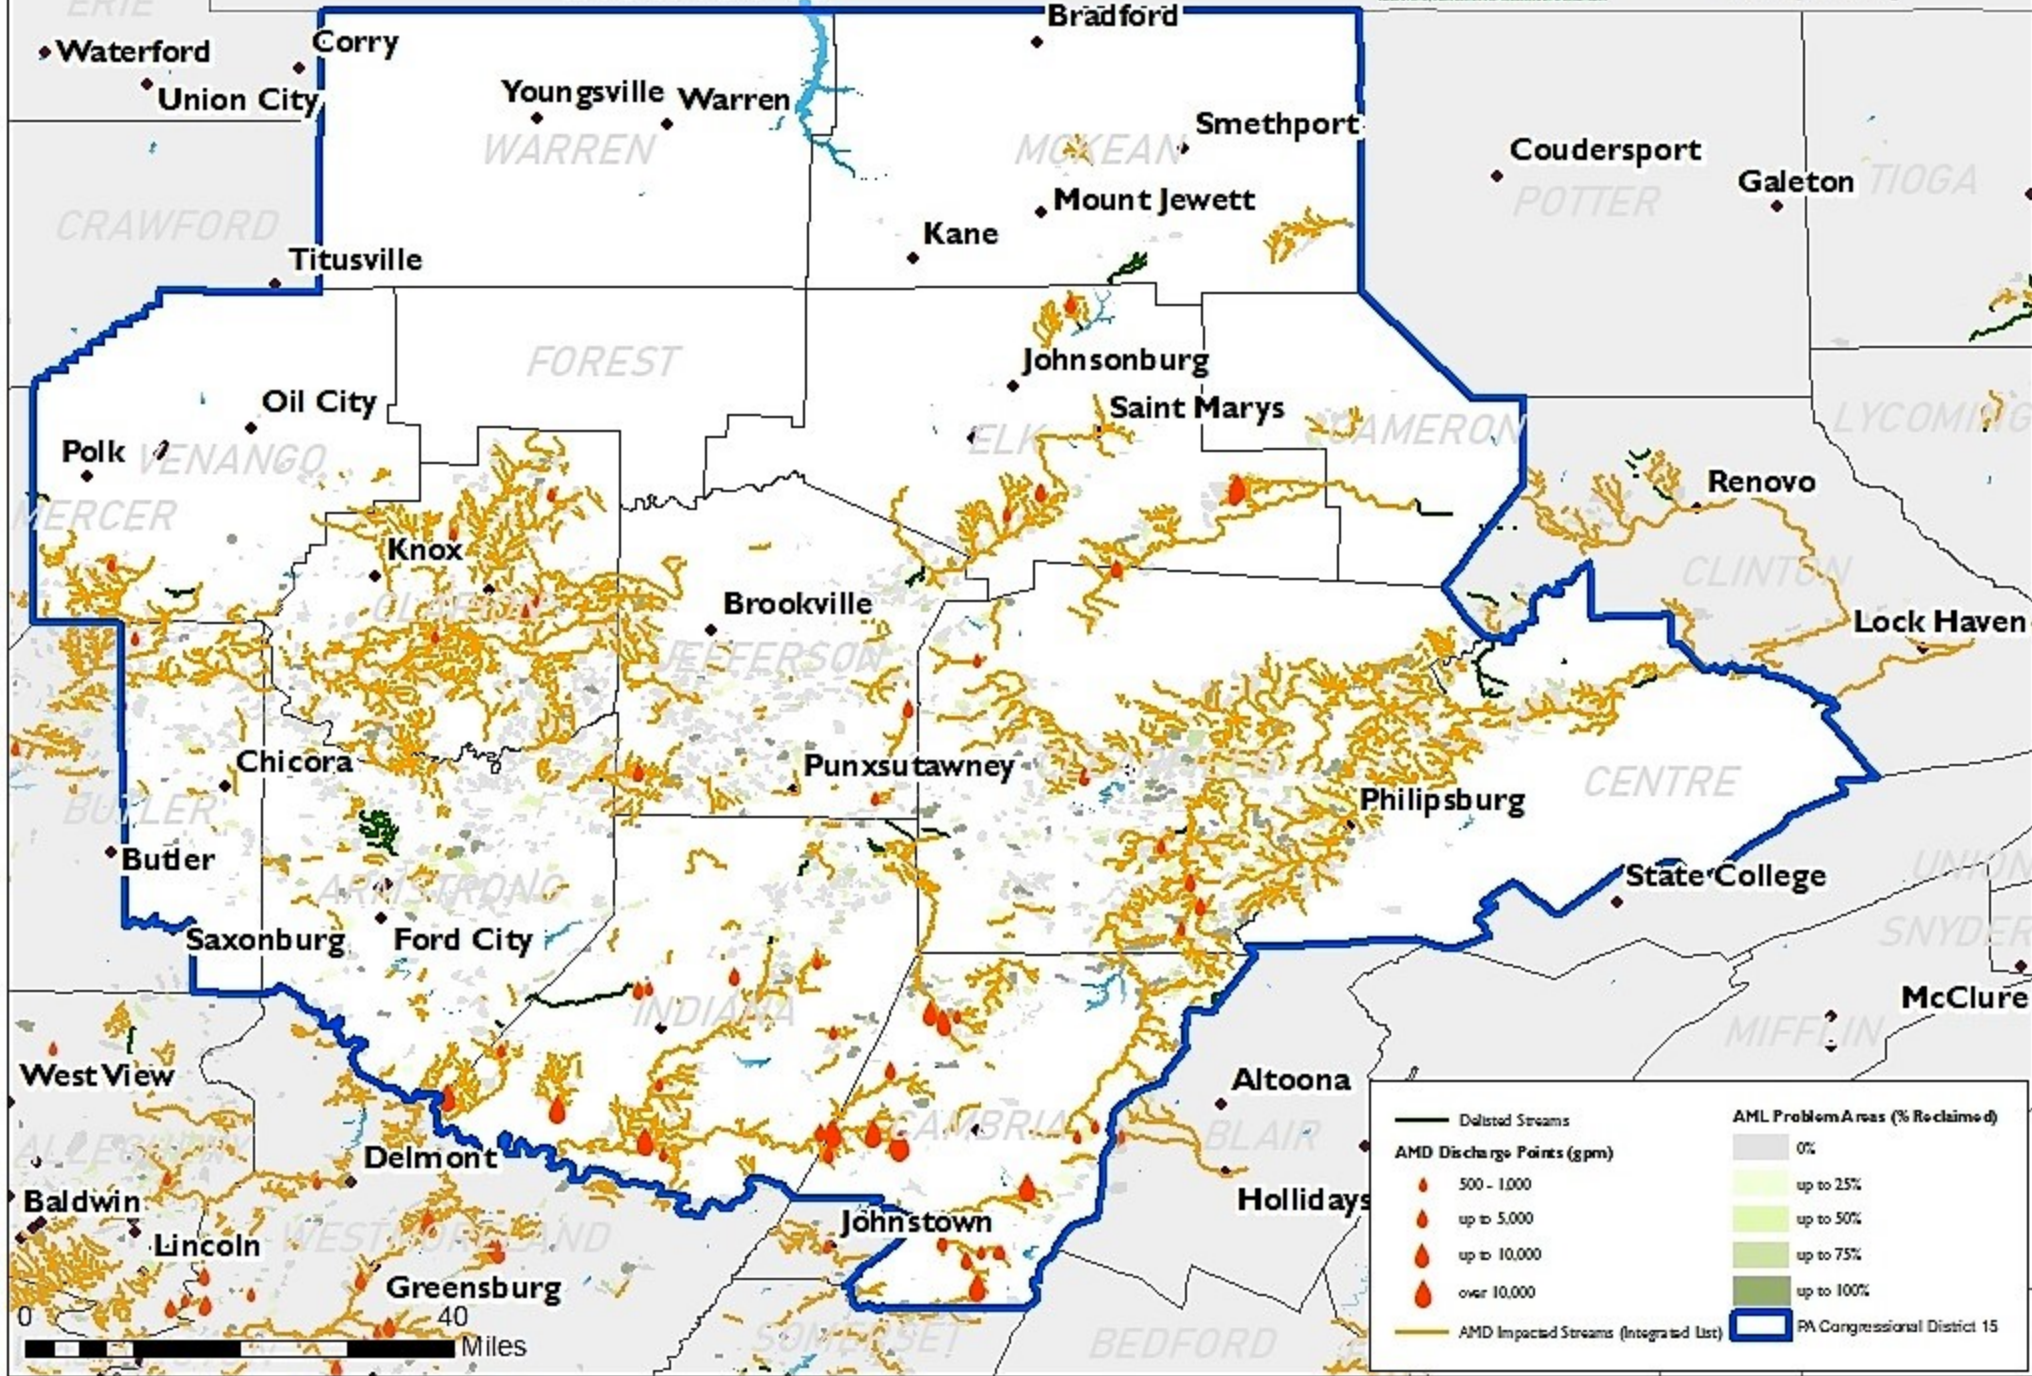 ERIE
Bradford
Corry
Waterford
Union City
Youngsville
Warren
WARREN
MCKEAN
Smethport
Coudersport
Galeton
TIOGA
POTTER
CRAWFORD
Mount Jewett
Kane
Titusville
FOREST
Johnsonburg
Oil City
Saint Marys
CAMERON
LYCOMING
ELK
Polk
VENANGO
MERCER
Renovo
Knox
CLINTON
CLARION
Brookville
Lock Haven
JEFFERSON
Chicora
Punxsutawney
CENTRE
BUTLER
Philipsburg
Butler
State College
UNION
ARMSTRONG
Saxonburg
Ford City
SNYDER
INDIANA
McClure
MIFFLIN
West View
Altoona
CAMBRIA
BLAIR
ALLEGHENY
Delmont
Baldwin
Hollidays
Johnstown
Lincoln
WESTMORELAND
Greensburg
SOMERSET
BEDFORD
0 40
Miles
Delisted Streams
AMD Discharge Points (gpm)
500 - 1,000
up to 5,000
up to 10,000
over 10,000
AMD Impacted Streams (Integrated List)
AML Problem Areas (% Reclaimed)
0%
up to 25%
up to 50%
up to 75%
up to 100%
PA Congressional District 15